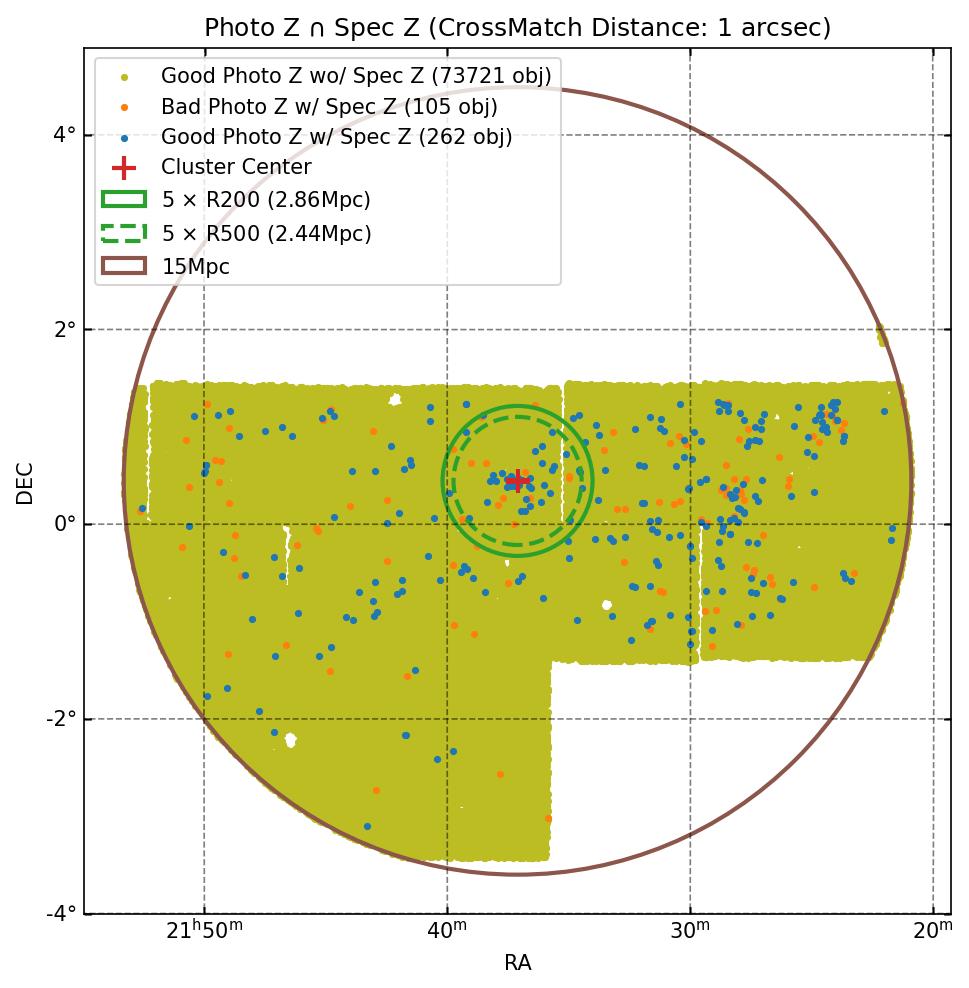 Photo Z ∩ Spec Z (CrossMatch Distance: 1 arcsec)
Good Photo Z wo/ Spec Z (73721 obj)
Bad Photo Z w/ Spec Z (105 obj)
Good Photo Z w/ Spec Z (262 obj)
Cluster Center
5 × R200 (2.86Mpc)
5 × R500 (2.44Mpc)
15Mpc
4°
2°
0°
-2°
-4°
DEC
21ʰ50ᵐ 40ᵐ 30ᵐ 20ᵐ
RA